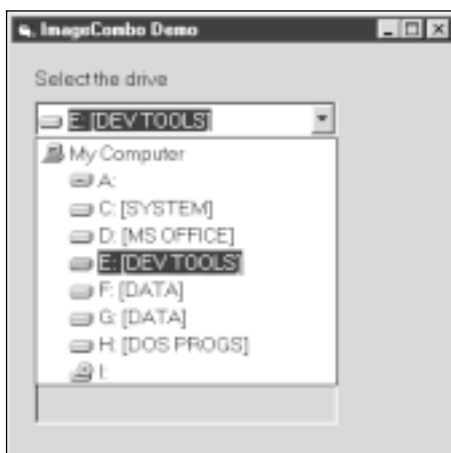 ImageCombo Demo
Select the drive
E: [DEV TOOLS]
My Computer
A:
C: [SYSTEM]
D: [MS OFFICE]
E: [DEV TOOLS]
F: [DATA]
G: [DATA]
H: [DOS PROGS]
I: